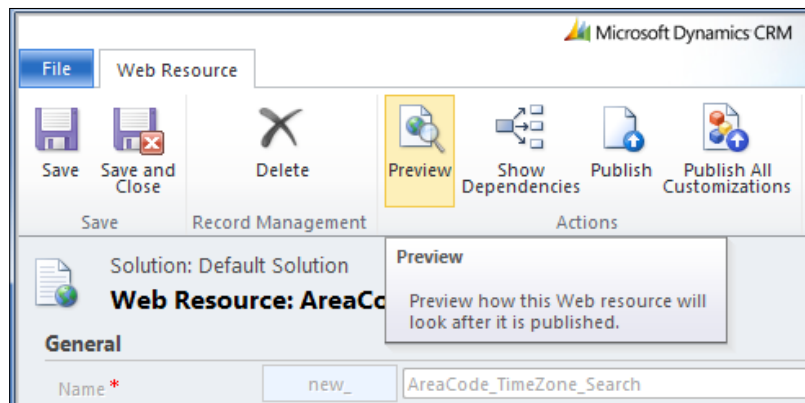 Microsoft Dynamics CRM
File Web Resource
Save Save and Close Delete Preview Show Dependencies Publish Publish All Customizations
Save Record Management Actions
Solution: Default Solution
Web Resource: AreaCo
Preview
Preview how this Web resource will
look after it is published.
General
Name * new_ AreaCode_TimeZone_Search